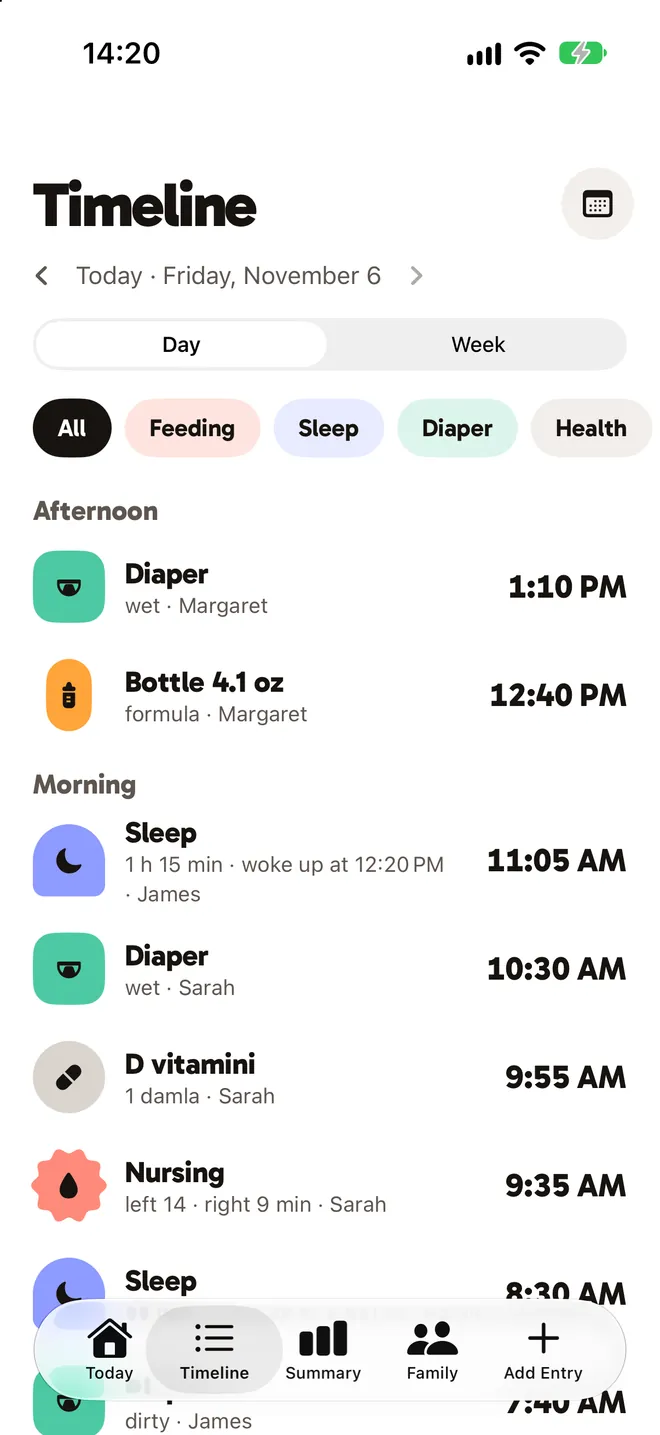 14:20
Timeline
Today · Friday, November 6
Day
Week
All
Feeding
Sleep
Diaper
Health
Afternoon
Diaper
wet · Margaret
1:10 PM
Bottle 4.1 oz
formula · Margaret
12:40 PM
Morning
Sleep
1 h 15 min · woke up at 12:20 PM
· James
11:05 AM
Diaper
wet · Sarah
10:30 AM
D vitamini
1 damla · Sarah
9:55 AM
Nursing
left 14 · right 9 min · Sarah
9:35 AM
Sleep
8:30 AM
7:40 AM
dirty · James
Today
Timeline
Summary
Family
Add Entry